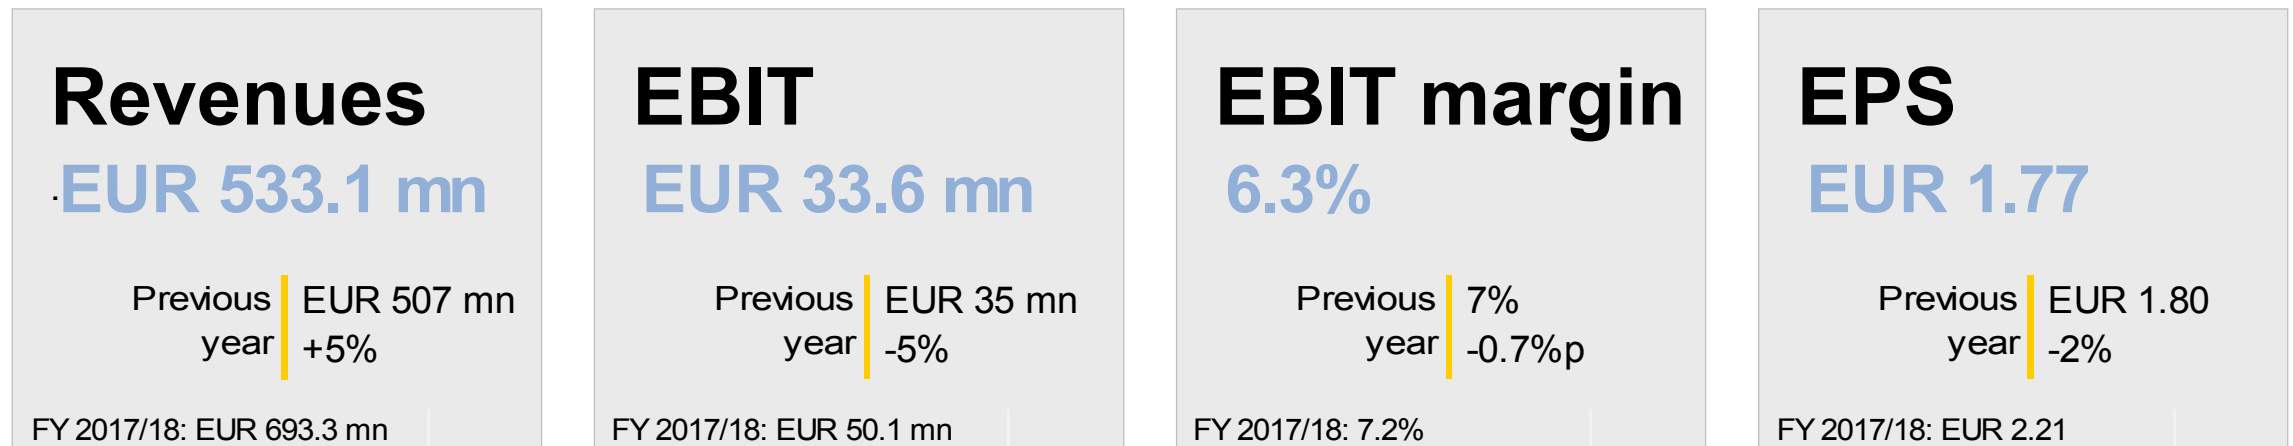 Revenues
EUR 533.1 mn
Previous year
EUR 507 mn
+5%
FY 2017/18: EUR 693.3 mn
EBIT
EUR 33.6 mn
Previous year
EUR 35 mn
-5%
FY 2017/18: EUR 50.1 mn
EBIT margin
6.3%
Previous year
7%
-0.7%p
FY 2017/18: 7.2%
EPS
EUR 1.77
Previous year
EUR 1.80
-2%
FY 2017/18: EUR 2.21